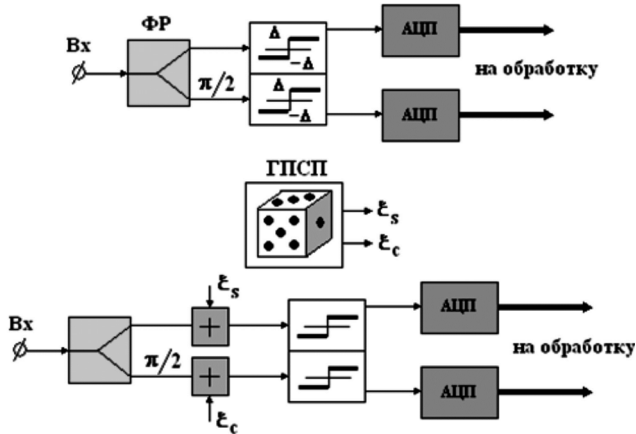 ФР
Вх
Δ
−Δ
АЦП
π/2
Δ
−Δ
АЦП
на обработку
ГПСП
ξs
ξc
ξs
Вх
+
АЦП
π/2
+
АЦП
на обработку
ξc